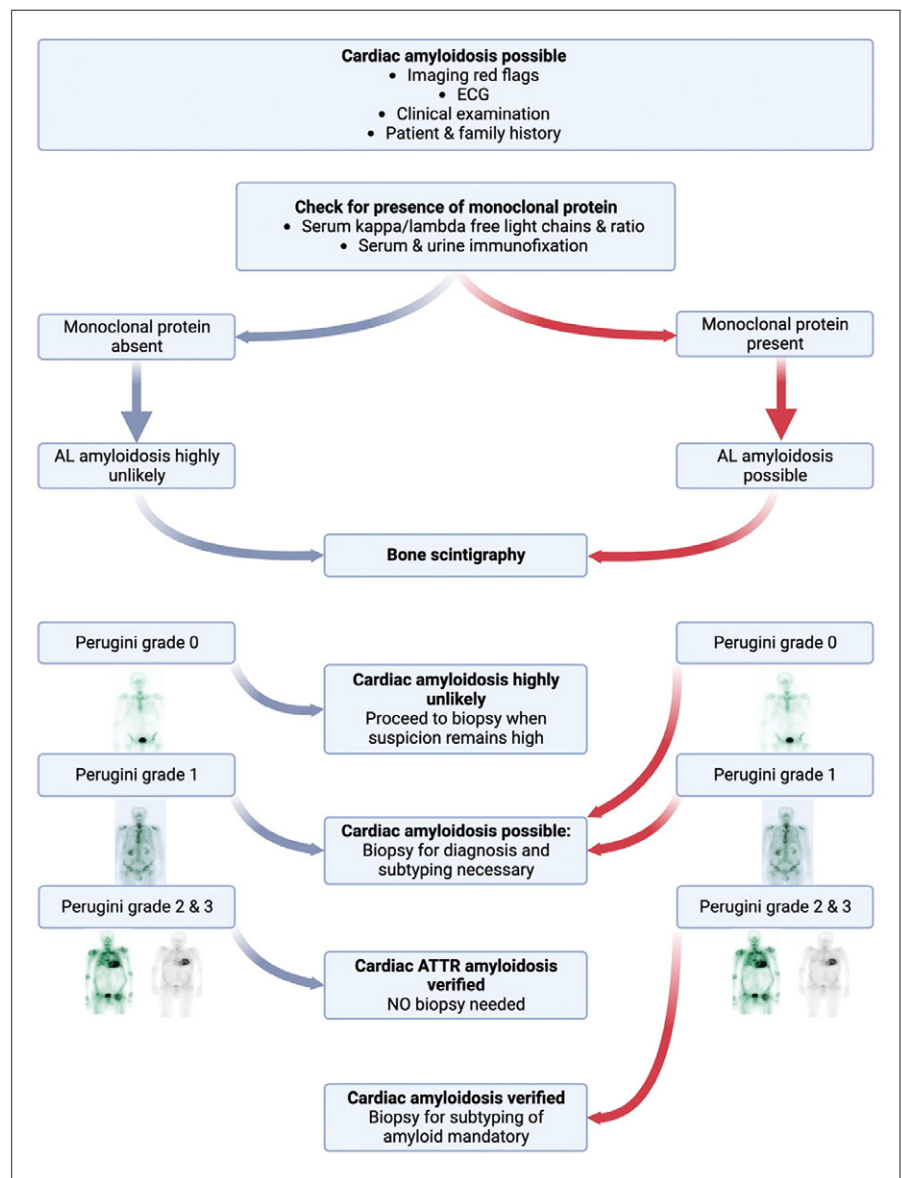 Cardiac amyloidosis possible
• Imaging red flags
• ECG
• Clinical examination
• Patient & family history
Check for presence of monoclonal protein
• Serum kappa/lambda free light chains & ratio
• Serum & urine immunofixation
Monoclonal protein
absent
Monoclonal protein
present
AL amyloidosis highly
unlikely
AL amyloidosis
possible
Bone scintigraphy
Perugini grade 0
Perugini grade 0
Cardiac amyloidosis highly
unlikely
Proceed to biopsy when
suspicion remains high
Perugini grade 1
Perugini grade 1
Cardiac amyloidosis possible:
Biopsy for diagnosis and
subtyping necessary
Perugini grade 2 & 3
Perugini grade 2 & 3
Cardiac ATTR amyloidosis
verified
NO biopsy needed
Cardiac amyloidosis verified
Biopsy for subtyping of
amyloid mandatory